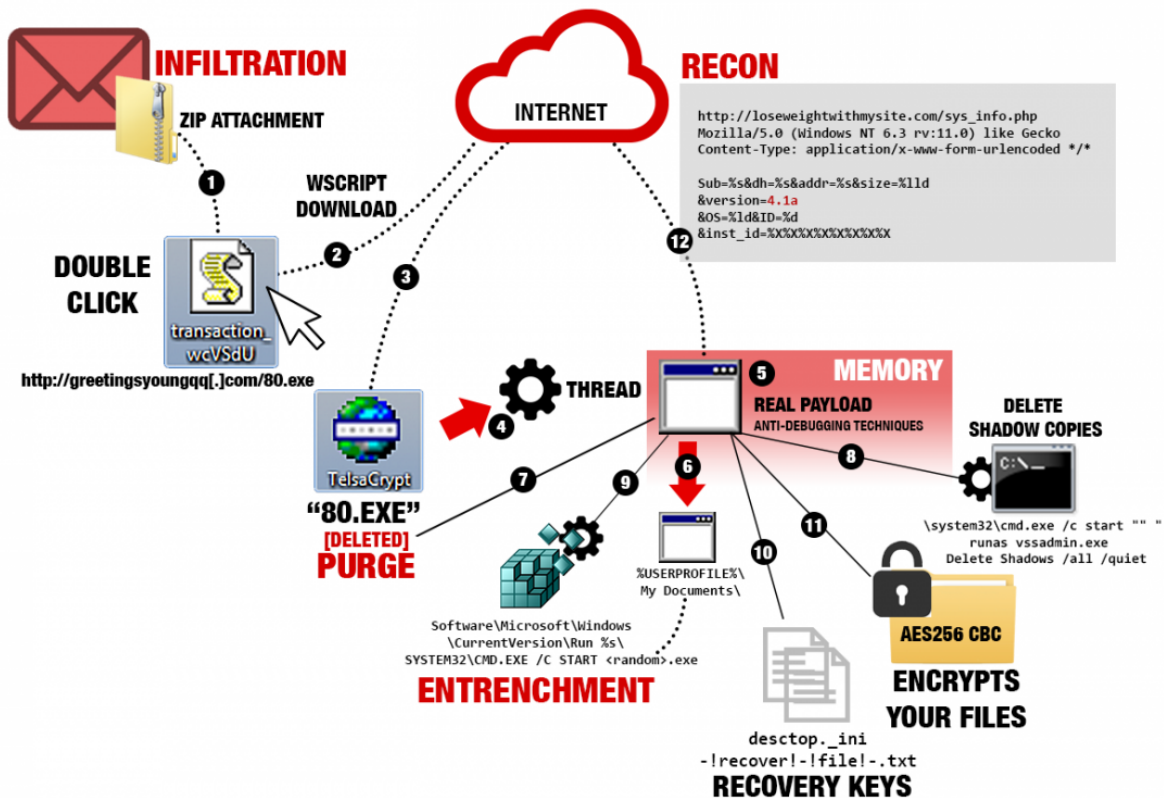 INFILTRATION
ZIP ATTACHMENT
1
DOUBLE
CLICK
transaction_
wcVSdU
http://greetingsyoungqq[.]com/80.exe
WSCRIPT
DOWNLOAD
2
3
INTERNET
RECON
http://loseweightwithmysite.com/sys_info.php
Mozilla/5.0 (Windows NT 6.3 rv:11.0) like Gecko
Content-Type: application/x-www-form-urlencoded */*
Sub=%s&dh=%s&addr=%s&size=%lld
&version=4.1a
&OS=%ld&ID=%d
&inst_id=%X%X%X%X%X%X%X%X
12
TelsaCrypt
"80.EXE"
[DELETED]
PURGE
4
THREAD
MEMORY
5
REAL PAYLOAD
ANTI-DEBUGGING TECHNIQUES
7
9
6
8
10
11
DELETE
SHADOW COPIES
C:\_
\system32\cmd.exe /c start "" "
runas vssadmin.exe
Delete Shadows /all /quiet
%USERPROFILE%\
My Documents\
Software\Microsoft\Windows
\CurrentVersion\Run %s\
SYSTEM32\CMD.EXE /C START <random>.exe
ENTRENCHMENT
AES256 CBC
ENCRYPTS
YOUR FILES
desctop._ini
-!recover!-!file!-.txt
RECOVERY KEYS